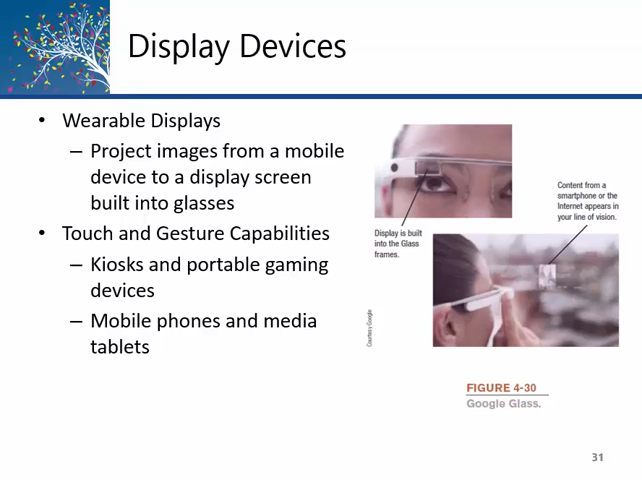 Display Devices
• Wearable Displays
– Project images from a mobile
device to a display screen
built into glasses
• Touch and Gesture Capabilities
– Kiosks and portable gaming
devices
– Mobile phones and media
tablets
Display is built
into the Glass
frames.
Content from a
smartphone or the
Internet appears in
your line of vision.
Courtesy Google
FIGURE 4-30
Google Glass.
31